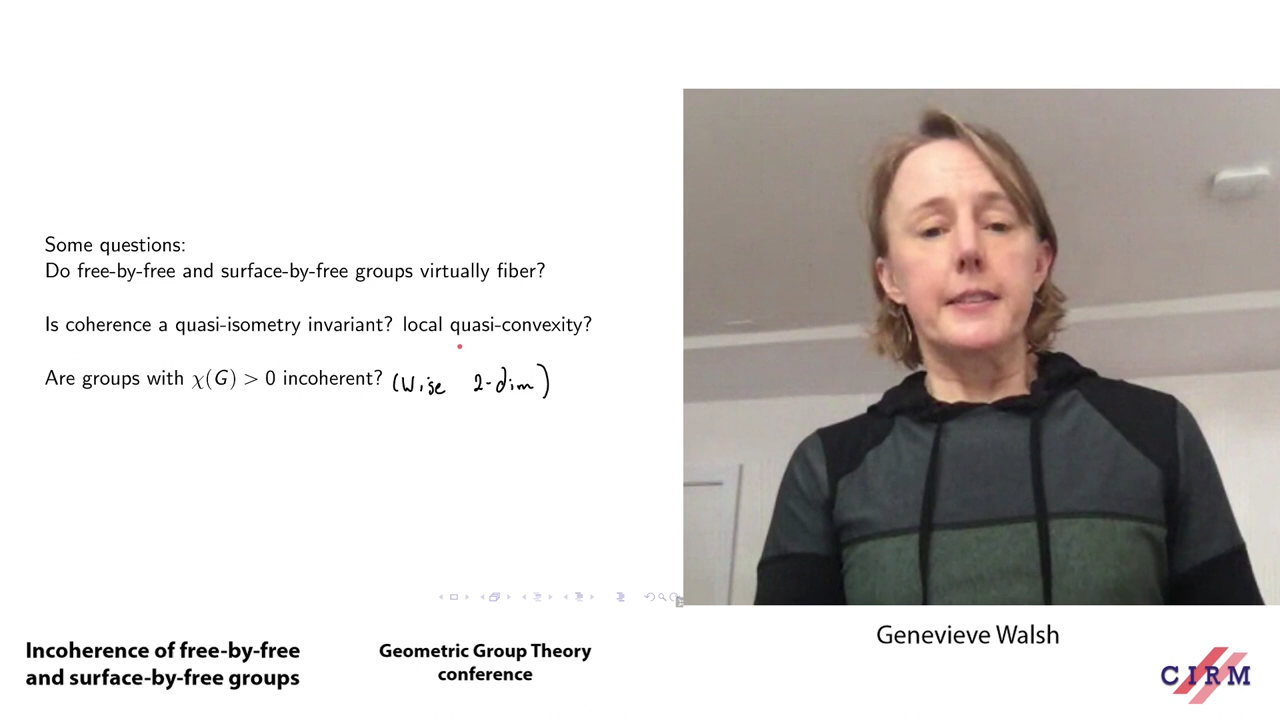 Some questions:
Do free-by-free and surface-by-free groups virtually fiber?
Is coherence a quasi-isometry invariant? local quasi-convexity?
Are groups with χ(G) > 0 incoherent? (Wise 2-dim)
Incoherence of free-by-free
and surface-by-free groups
Geometric Group Theory
conference
Genevieve Walsh
CIRM